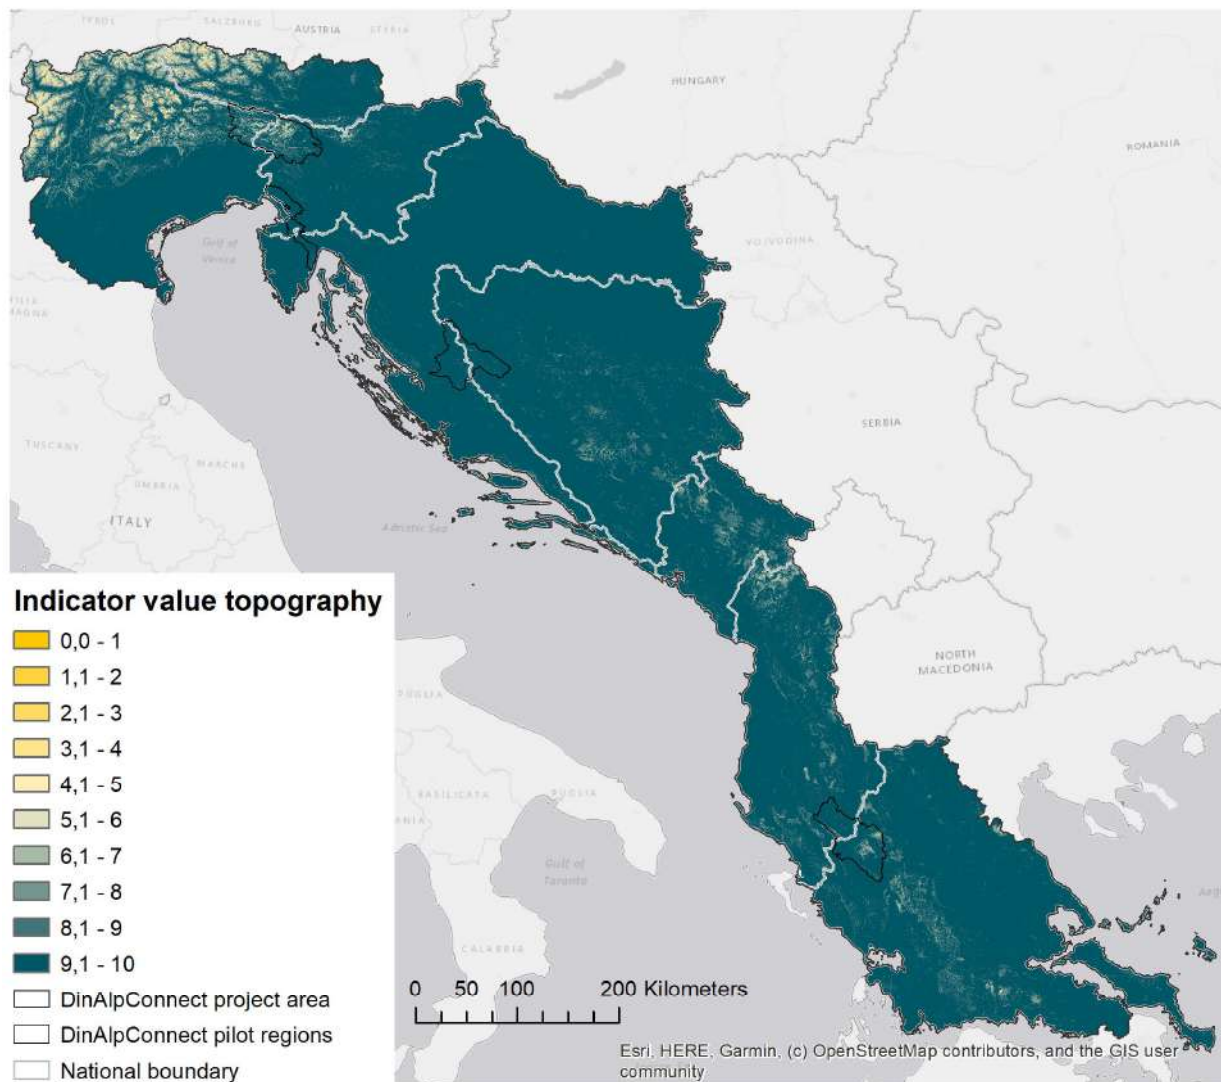 TYROL
SALZBURG
AUSTRIA
STYRIA
HUNGARY
ROMANIA
Gulf of
Venice
VOJVODINA
SERBIA
TUSCANY
MARCHE
UMBRIA
ITALY
Adriatic Sea
NORTH
MACEDONIA
PUGLIA
BASILICATA
PUGLIA
Gulf of
Taranto
CALABRIA
Indicator value topography
0,0 - 1
1,1 - 2
2,1 - 3
3,1 - 4
4,1 - 5
5,1 - 6
6,1 - 7
7,1 - 8
8,1 - 9
9,1 - 10
DinAlpConnect project area
DinAlpConnect pilot regions
National boundary
0 50 100 200 Kilometers
Esri, HERE, Garmin, (c) OpenStreetMap contributors, and the GIS user
community